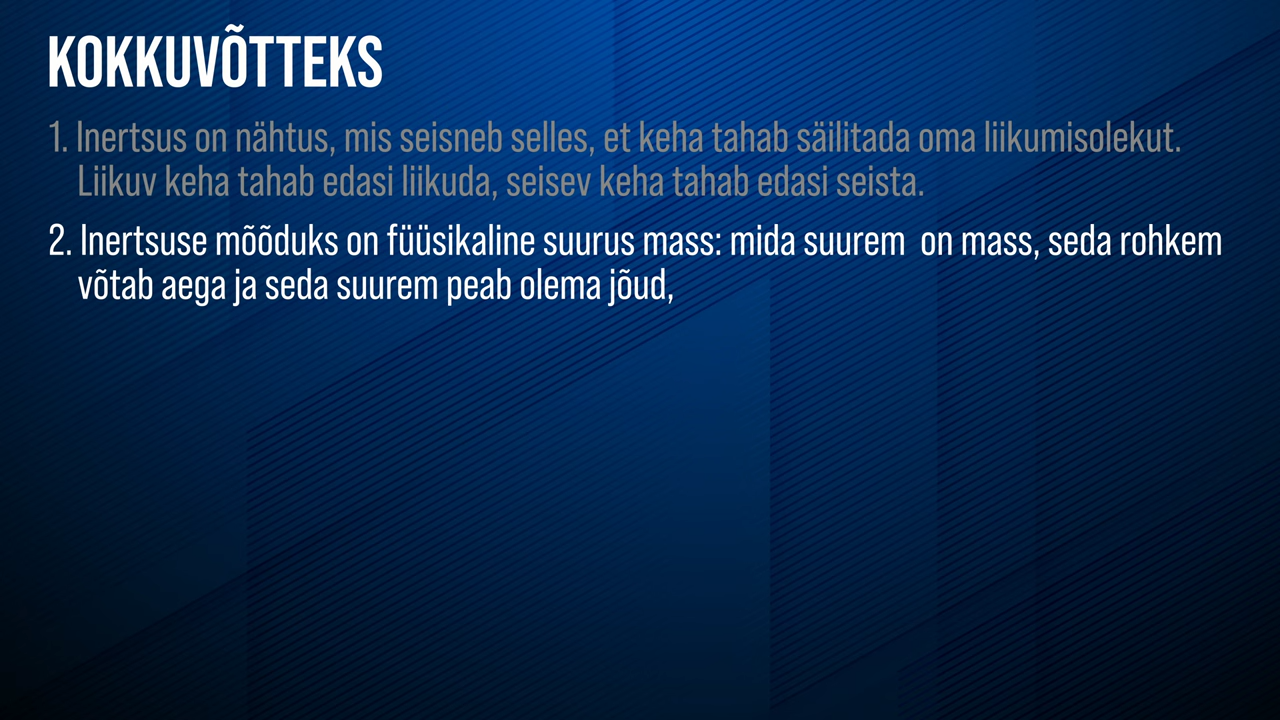 KOKKUVÕTTEKS
1. Inertsus on nähtus, mis seisneb selles, et keha tahab säilitada oma liikumisolekut.
Liikuv keha tahab edasi liikuda, seisev keha tahab edasi seista.
2. Inertsuse mõõduks on füüsikaline suurus mass: mida suurem  on mass, seda rohkem
võtab aega ja seda suurem peab olema jõud,